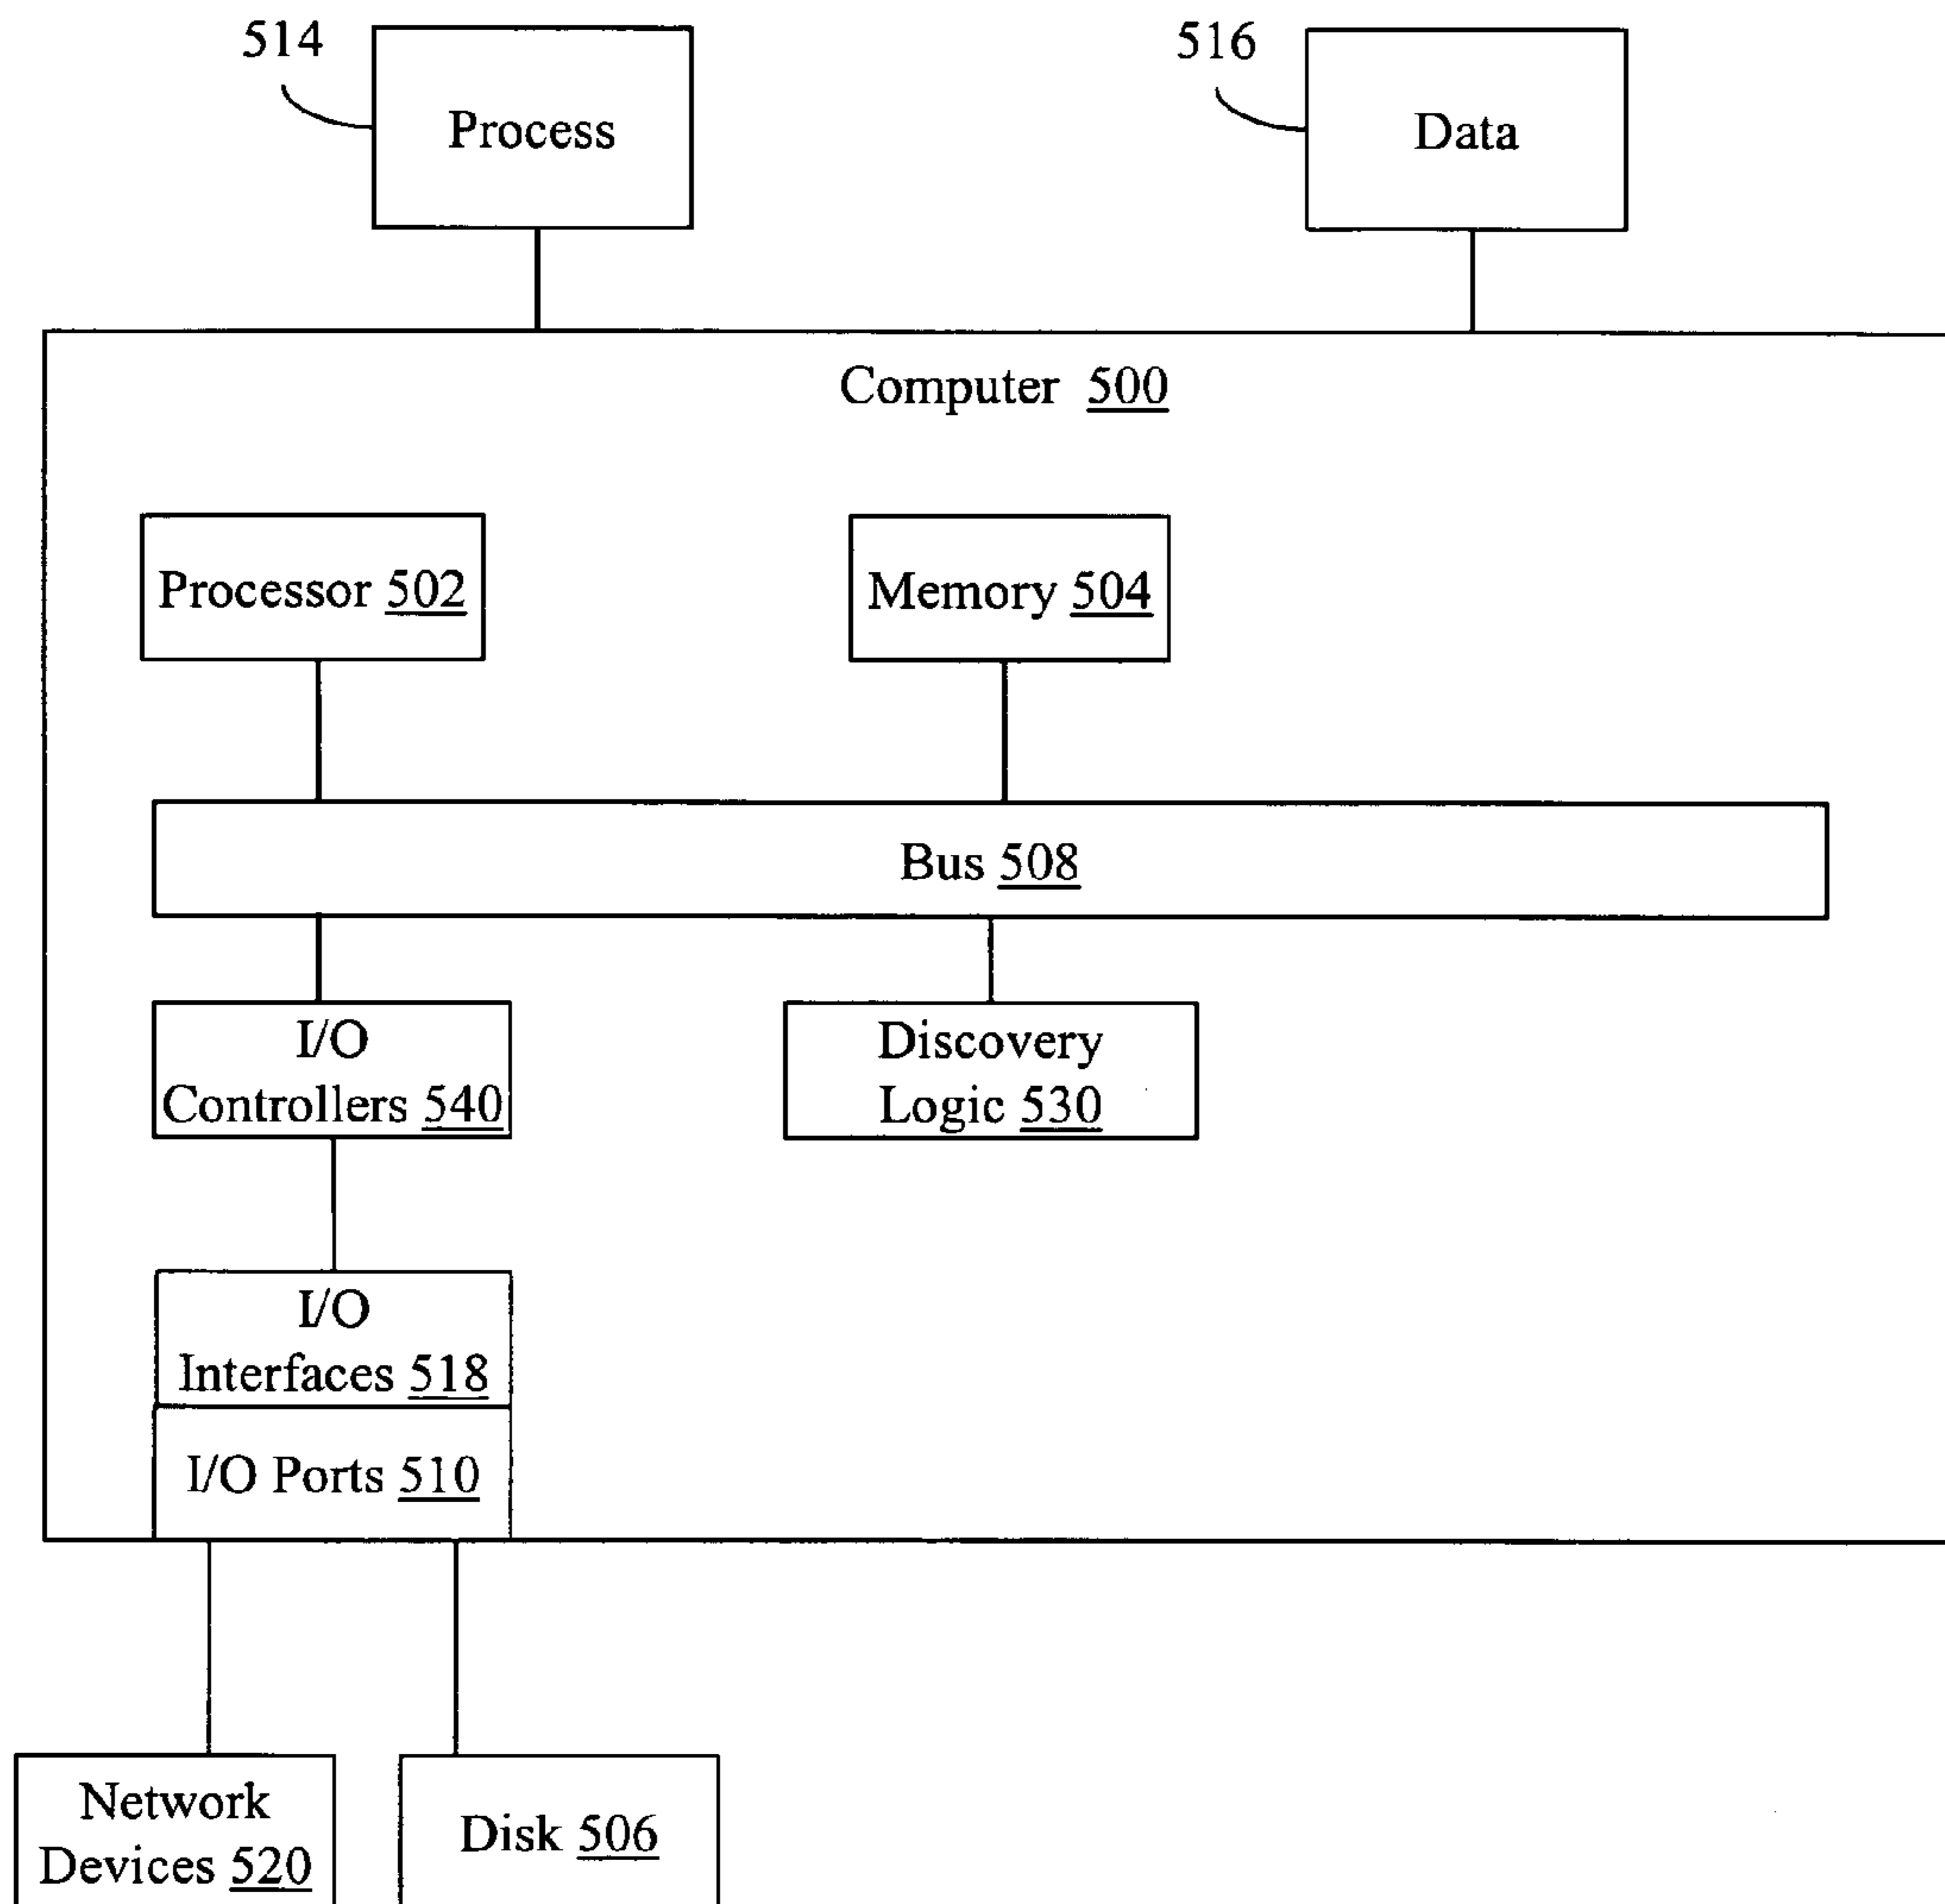 514
Process
516
Data
Computer 500
Processor 502
Memory 504
Bus 508
I/O
Controllers 540
Discovery
Logic 530
I/O
Interfaces 518
I/O Ports 510
Network
Devices 520
Disk 506